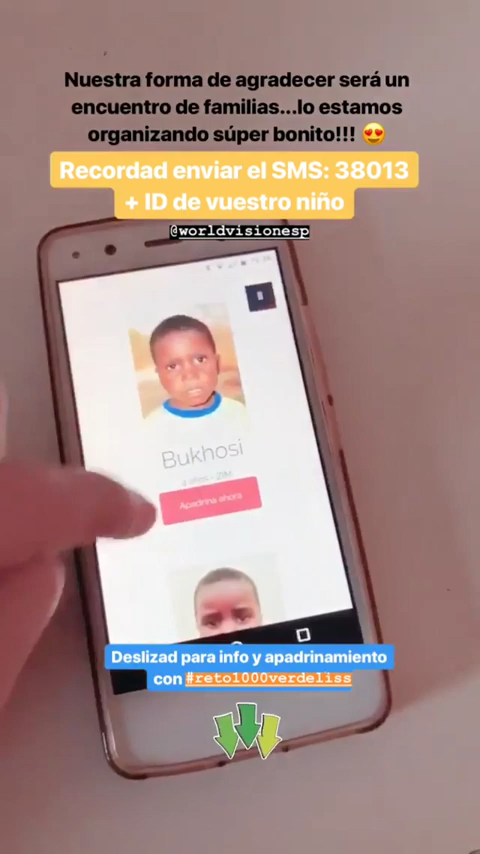 Nuestra forma de agradecer será un
encuentro de familias...lo estamos
organizando súper bonito!!! 😍
Recordad enviar el SMS: 38013
+ ID de vuestro niño
@worldvisionesp
Bukhosi
Apadrina ahora
Deslizad para info y apadrinamiento
con #reto1000verdeliss